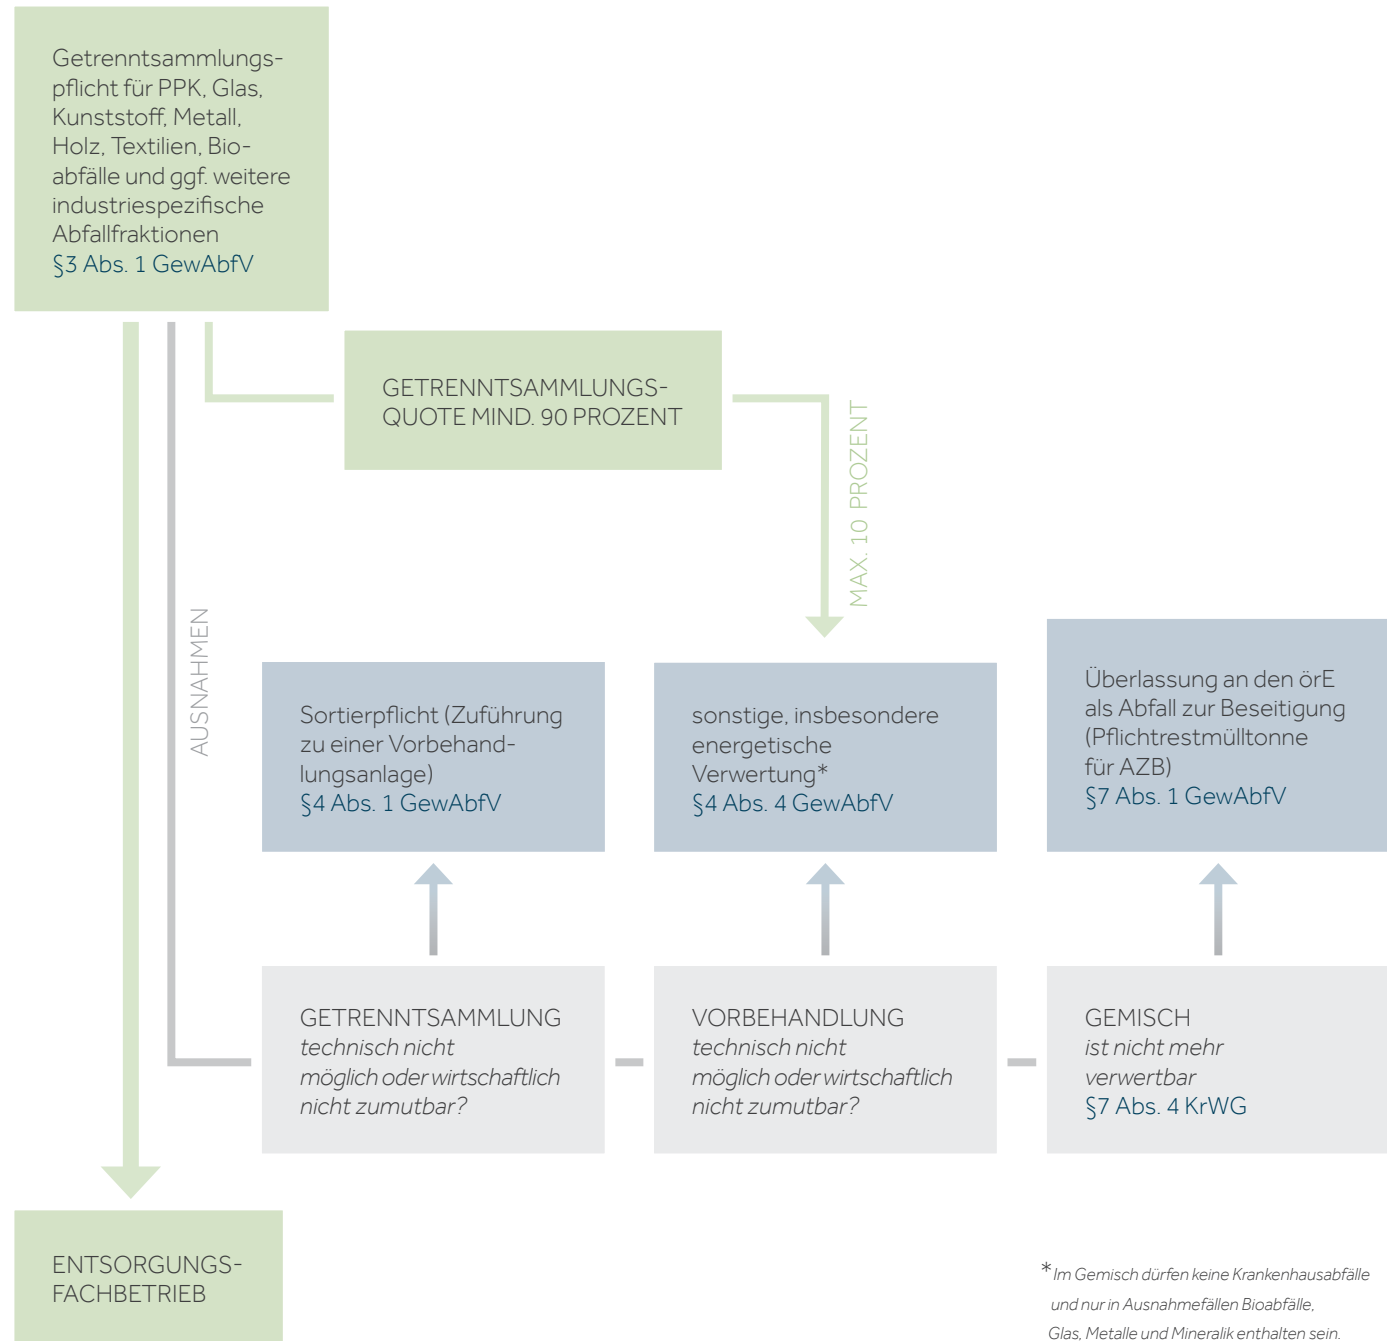 Getrenntsammlungs-
pflicht für PPK, Glas,
Kunststoff, Metall,
Holz, Textilien, Bio-
abfälle und ggf. weitere
industriespezifische
Abfallfraktionen
§3 Abs. 1 GewAbfV
GETRENNTSAMMLUNGS-
QUOTE MIND. 90 PROZENT
MAX. 10 PROZENT
AUSNAHMEN
Sortierpflicht (Zuführung
zu einer Vorbehand-
lungsanlage)
§4 Abs. 1 GewAbfV
sonstige, insbesondere
energetische
Verwertung*
§4 Abs. 4 GewAbfV
Überlassung an den örE
als Abfall zur Beseitigung
(Pflichtrestmülltonne
für AZB)
§7 Abs. 1 GewAbfV
GETRENNTSAMMLUNG
technisch nicht
möglich oder wirtschaftlich
nicht zumutbar?
VORBEHANDLUNG
technisch nicht
möglich oder wirtschaftlich
nicht zumutbar?
GEMISCH
ist nicht mehr
verwertbar
§7 Abs. 4 KrWG
ENTSORGUNGS-
FACHBETRIEB
*Im Gemisch dürfen keine Krankenhausabfälle
und nur in Ausnahmefällen Bioabfälle,
Glas, Metalle und Mineralik enthalten sein.